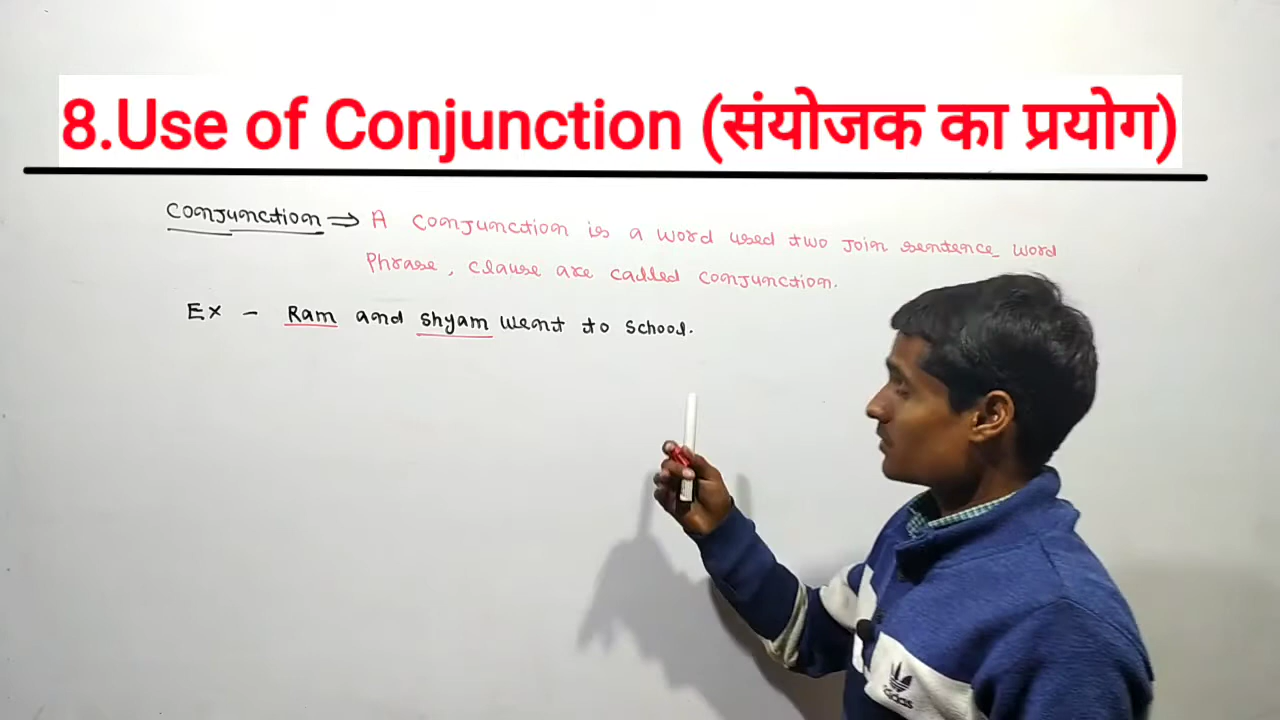 8.Use of Conjunction (संयोजक का प्रयोग)
Conjunction ⇒ A conjunction is a word used two Join sentence word
Phrase, clause are called conjunction.
Ex - Ram and shyam went to school.
adidas